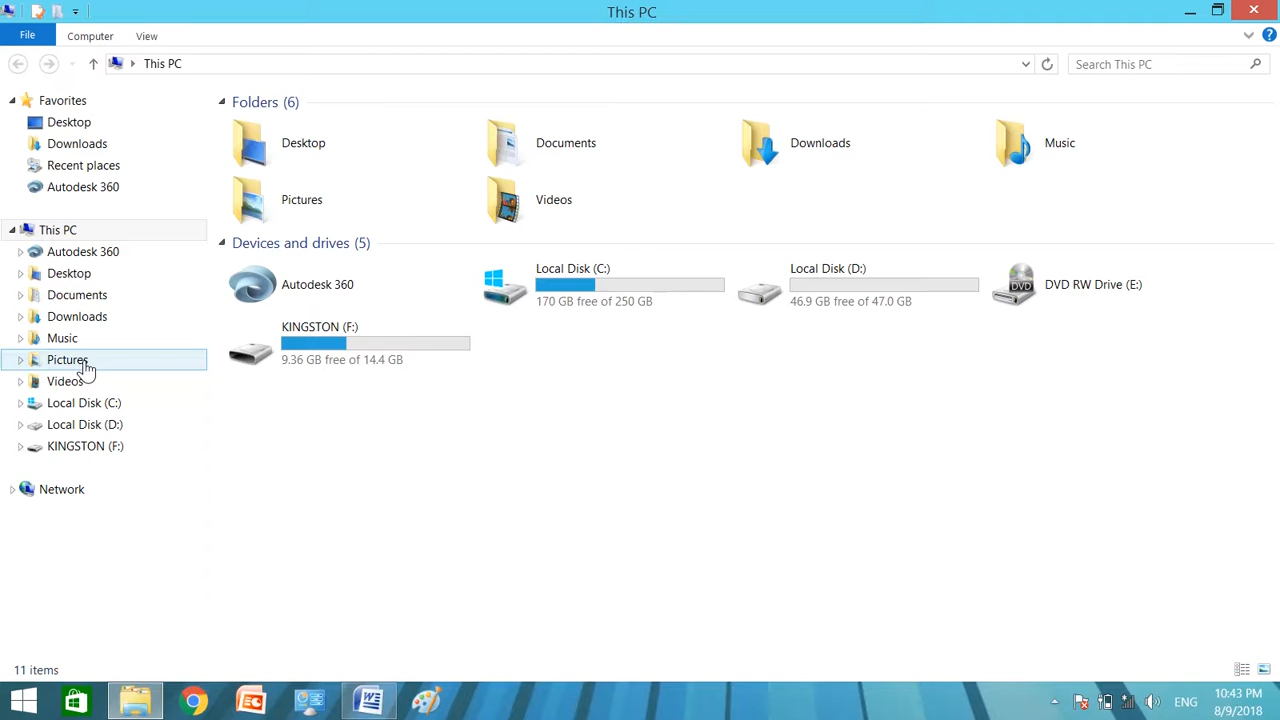 This PC
File
Computer
View
This PC
Search This PC
Favorites
Desktop
Downloads
Recent places
Autodesk 360
This PC
Autodesk 360
Desktop
Documents
Downloads
Music
Pictures
Videos
Local Disk (C:)
Local Disk (D:)
KINGSTON (F:)
Network
Folders (6)
Desktop
Documents
Downloads
Music
Pictures
Videos
Devices and drives (5)
Autodesk 360
Local Disk (C:)
170 GB free of 250 GB
Local Disk (D:)
46.9 GB free of 47.0 GB
DVD
DVD RW Drive (E:)
KINGSTON (F:)
9.36 GB free of 14.4 GB
11 items
ENG
10:43 PM
8/9/2018